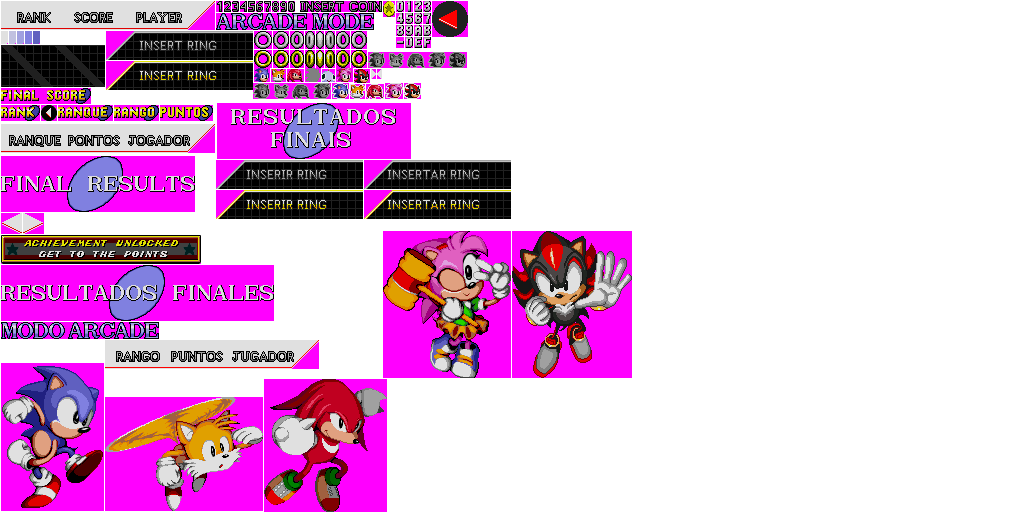 RANK SCORE PLAYER
1234567890 INSERT COIN
ARCADE MODE
0123
4567
89AB
-DEF
INSERT RING
INSERT RING
FINAL SCORE
RANK RANQUE RANGO PUNTOS
RANQUE PONTOS JOGADOR
RESULTADOS
FINAIS
FINAL RESULTS
INSERIR RING INSERTAR RING
INSERIR RING INSERTAR RING
ACHIEVEMENT UNLOCKED
GET TO THE POINTS
RESULTADOS FINALES
MODO ARCADE
RANGO PUNTOS JUGADOR